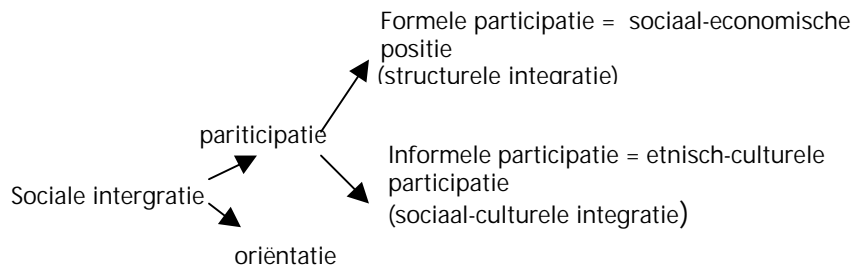 Formele participatie = sociaal-economische
positie
(structurele integratie)
pariticipatie
Informele participatie = etnisch-culturele
participatie
(sociaal-culturele integratie)
Sociale intergratie
oriëntatie